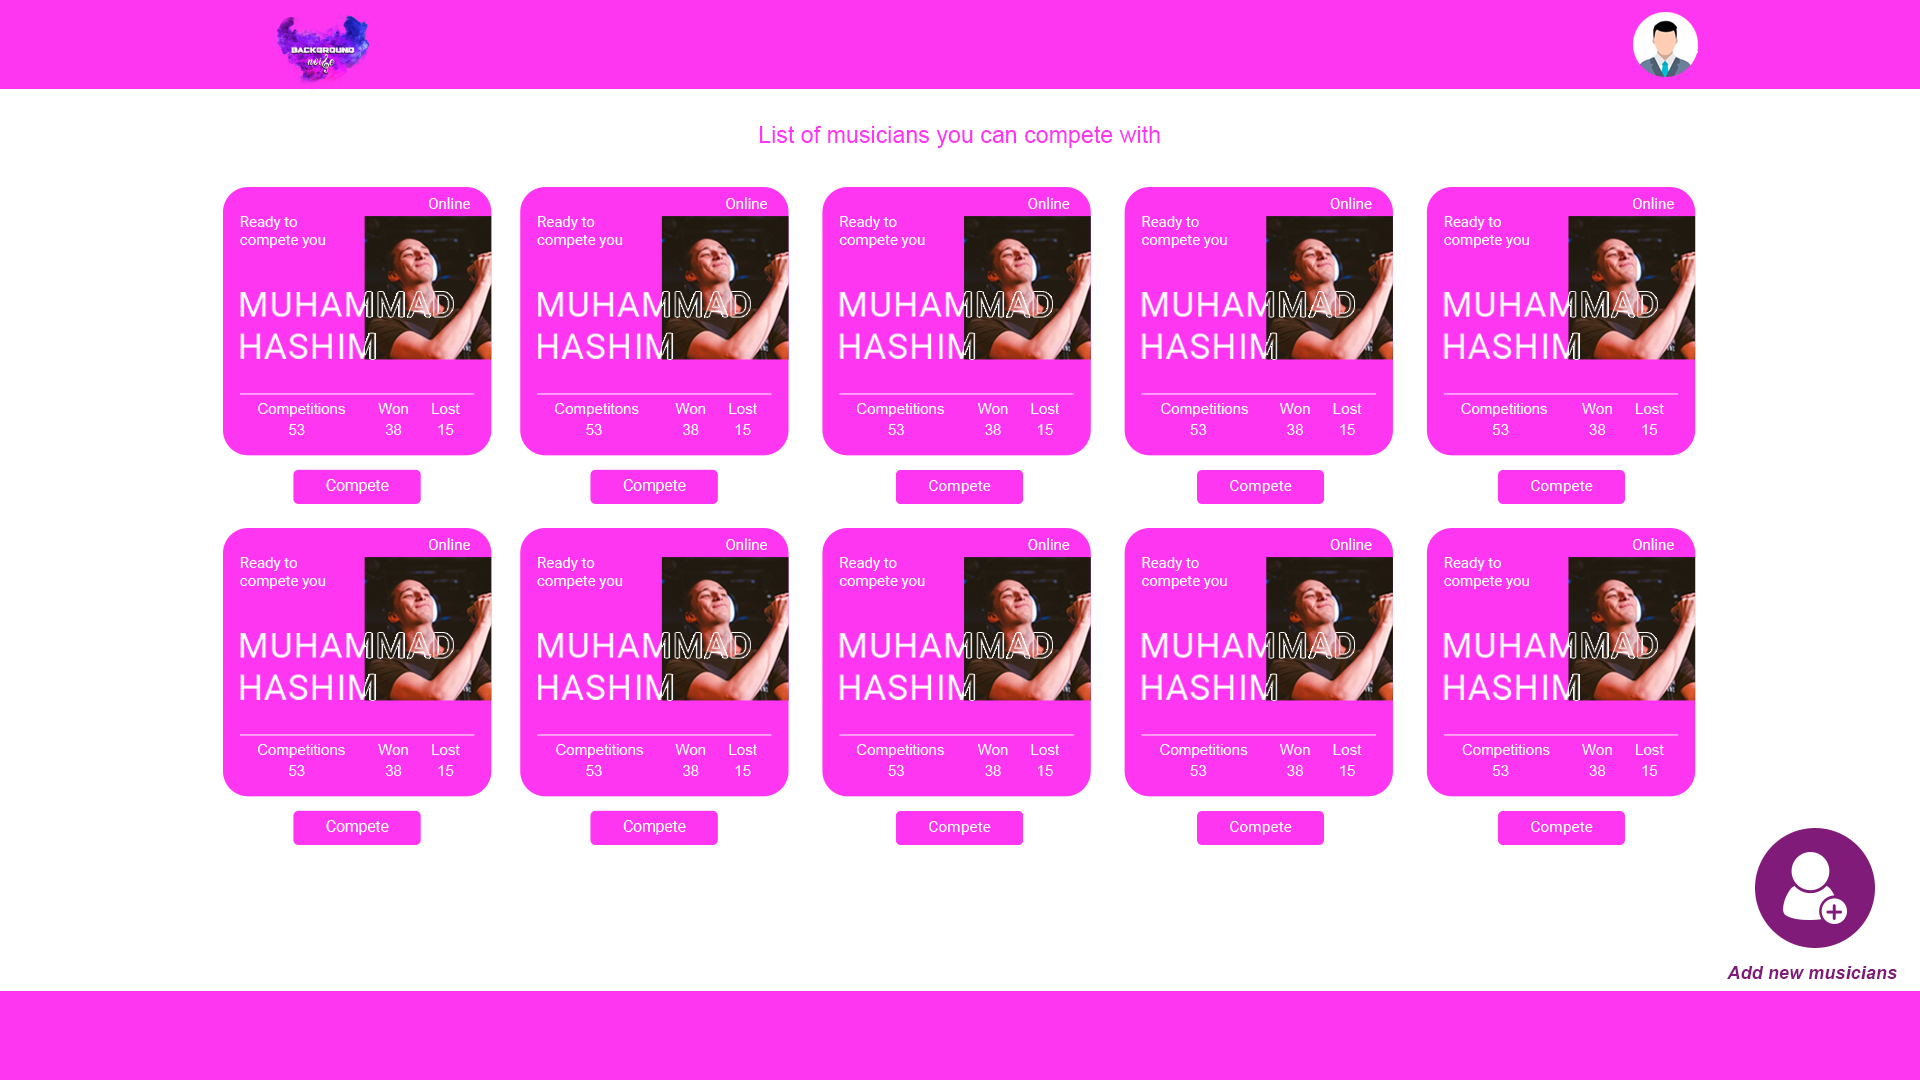 BACKGROUND
noize
List of musicians you can compete with
Online
Ready to
compete you
MUHAMMAD
HASHIM
Competitions Won Lost
53 38 15
Compete
Online
Ready to
compete you
MUHAMMAD
HASHIM
Competitons Won Lost
53 38 15
Compete
Online
Ready to
compete you
MUHAMMAD
HASHIM
Competitions Won Lost
53 38 15
Compete
Online
Ready to
compete you
MUHAMMAD
HASHIM
Competitions Won Lost
53 38 15
Compete
Online
Ready to
compete you
MUHAMMAD
HASHIM
Competitions Won Lost
53 38 15
Compete
Online
Ready to
compete you
MUHAMMAD
HASHIM
Competitions Won Lost
53 38 15
Compete
Online
Ready to
compete you
MUHAMMAD
HASHIM
Competitions Won Lost
53 38 15
Compete
Online
Ready to
compete you
MUHAMMAD
HASHIM
Competitions Won Lost
53 38 15
Compete
Online
Ready to
compete you
MUHAMMAD
HASHIM
Competitions Won Lost
53 38 15
Compete
Online
Ready to
compete you
MUHAMMAD
HASHIM
Competitions Won Lost
53 38 15
Compete
Add new musicians